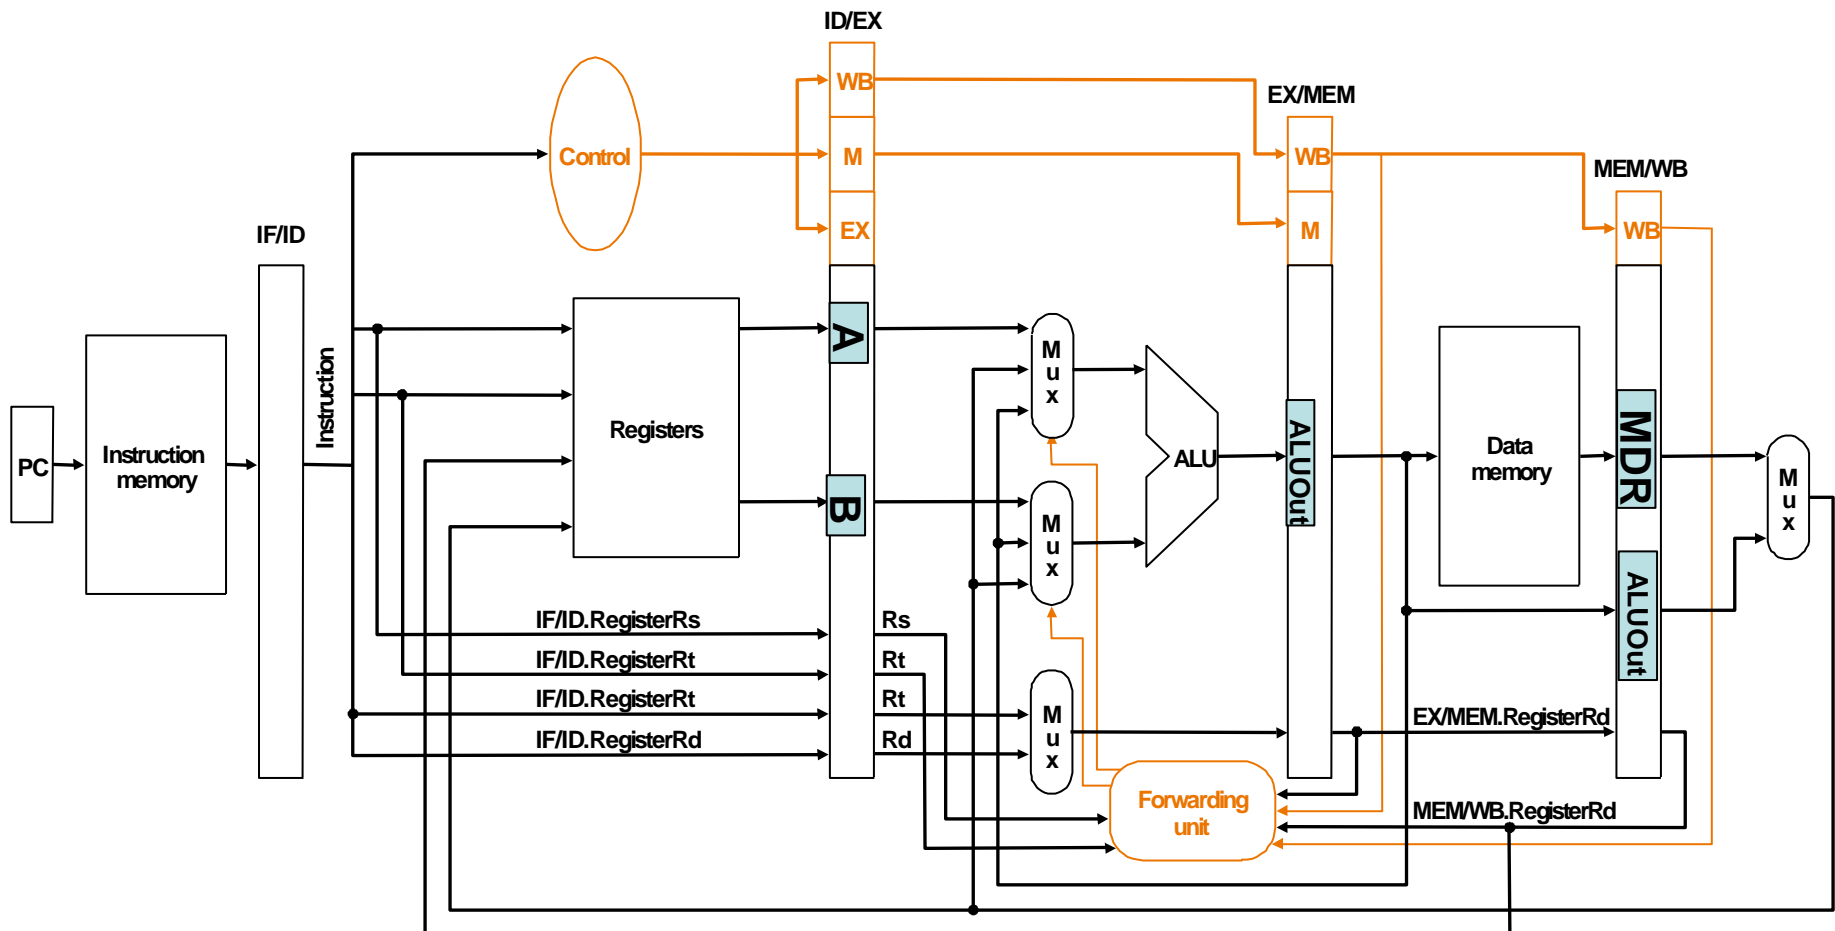 ID/EX
WB
EX/MEM
Control
M
WB
MEM/WB
IF/ID
EX
M
WB
Instruction
A
M
u
x
Registers
ALUOut
MDR
Instruction
memory
PC
ALU
Data
memory
M
u
x
B
M
u
x
ALUOut
IF/ID.RegisterRs
Rs
IF/ID.RegisterRt
Rt
IF/ID.RegisterRt
Rt
IF/ID.RegisterRd
Rd
M
u
x
EX/MEM.RegisterRd
Forwarding
unit
MEM/WB.RegisterRd